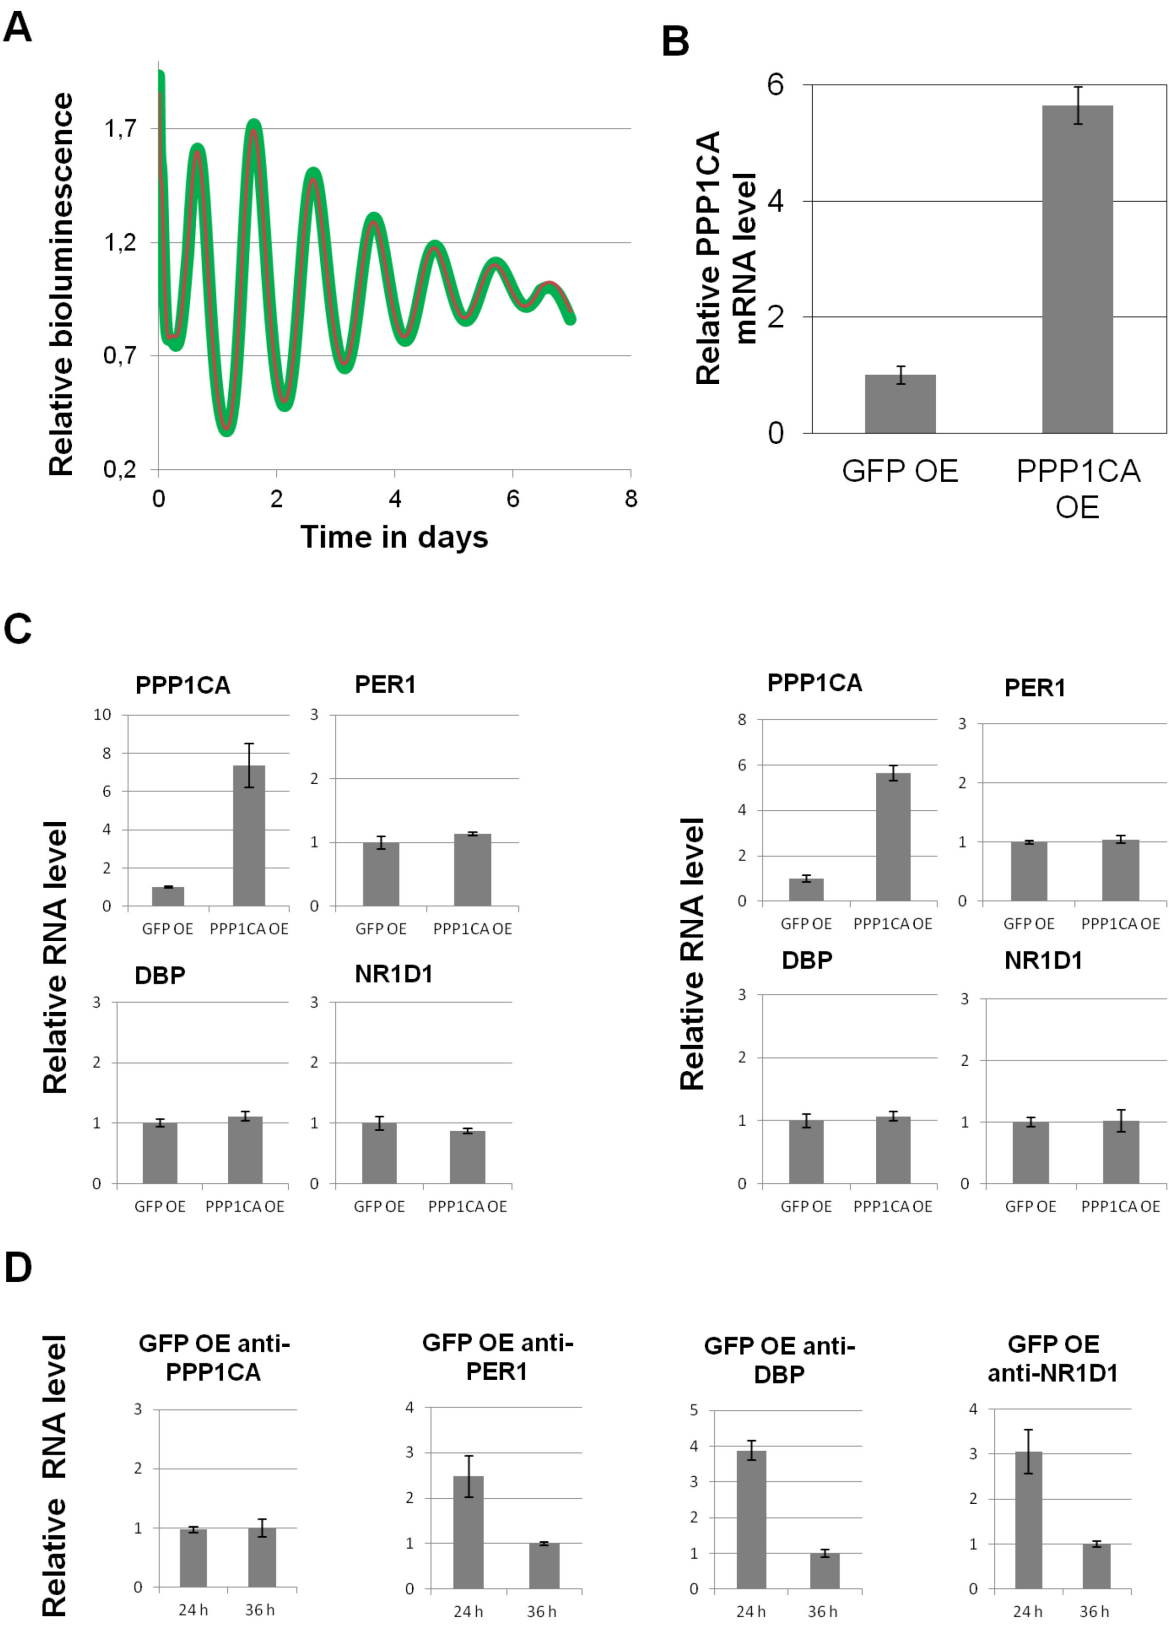 A
Relative bioluminescence
1,7
1,2
0,7
0,2
0
2
4
6
8
Time in days
B
Relative PPP1CA
mRNA level
6
4
2
0
GFP OE
PPP1CA
OE
C
Relative RNA level
PPP1CA
10
8
6
4
2
0
GFP OE
PPP1CA OE
PER1
3
2
1
0
GFP OE
PPP1CA OE
DBP
3
2
1
0
GFP OE
PPP1CA OE
NR1D1
3
2
1
0
GFP OE
PPP1CA OE
Relative RNA level
PPP1CA
8
6
4
2
0
GFP OE
PPP1CA OE
PER1
3
2
1
0
GFP OE
PPP1CA OE
DBP
3
2
1
0
GFP OE
PPP1CA OE
NR1D1
3
2
1
0
GFP OE
PPP1CA OE
D
Relative RNA level
GFP OE anti-
PPP1CA
3
2
1
0
24 h
36 h
GFP OE anti-
PER1
4
3
2
1
0
24 h
36 h
GFP OE anti-
DBP
5
4
3
2
1
0
24 h
36 h
GFP OE
anti-NR1D1
4
3
2
1
0
24 h
36 h